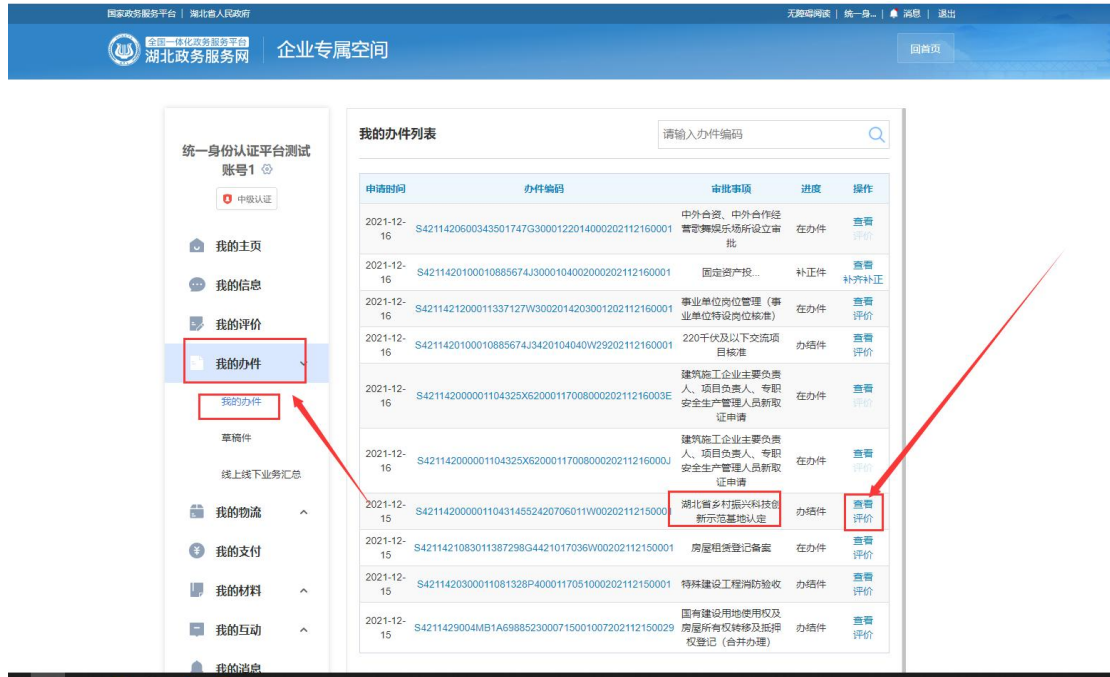 国家政务服务平台 | 湖北省人民政府
无障碍阅读 | 统一身... | 消息 | 退出
全国一体化政务服务平台
湖北政务服务网
企业专属空间
回首页
统一身份认证平台测试
账号1
中级认证
我的主页
我的信息
我的评价
我的办件
我的办件
草稿件
线上线下业务汇总
我的物流
我的支付
我的材料
我的互动
我的消息
我的办件列表
请输入办件编码
申请时间 办件编码 审批事项 进度 操作
2021-12-16 S4211420600343501747G3000122014000202112160001 中外合资、中外合作经营歌舞娱乐场所设立审批 在办件 查看 评价
2021-12-16 S4211420100010885674J3000104002000202112160001 固定资产投... 补正件 查看 补齐补正
2021-12-16 S4211421200011337127W3002014203001202112160001 事业单位岗位管理（事业单位特设岗位核准） 在办件 查看 评价
2021-12-16 S4211420100010885674J3420104040W29202112160001 220千伏及以下交流项目核准 办结件 查看 评价
2021-12-16 S421142000001104325X6200011700800020211216003E 建筑施工企业主要负责人、项目负责人、专职安全生产管理人员新取证申请 在办件 查看 评价
2021-12-16 S421142000001104325X6200011700800020211216000J 建筑施工企业主要负责人、项目负责人、专职安全生产管理人员新取证申请 在办件 查看 评价
2021-12-15 湖北省乡村振兴科技创新示范基地认定 办结件 查看 评价
2021-12-15 S4211421083011387298G4421017036W00202112150001 房屋租赁登记备案 在办件 查看 评价
2021-12-15 S4211420300011081328P4000117051000202112150001 特殊建设工程消防验收 办结件 查看 评价
2021-12-15 S4211429004MB1A6988523000715001007202112150029 国有建设用地使用权及房屋所有权转移及抵押权登记（合并办理） 办结件 查看 评价